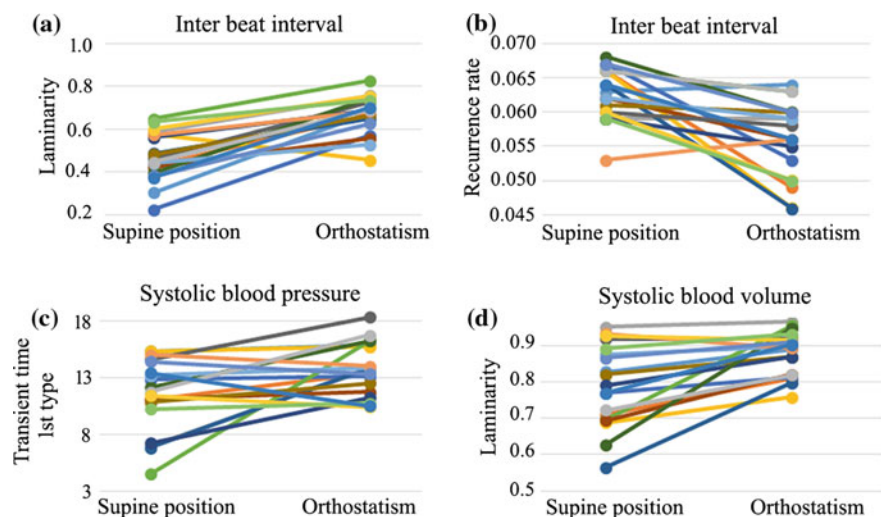 (a) Inter beat interval
Laminarity
1.0
0.8
0.6
0.4
0.2
Supine position Orthostatism
(b) Inter beat interval
Recurrence rate
0.070
0.065
0.060
0.055
0.050
0.045
Supine position Orthostatism
(c) Systolic blood pressure
Transient time
1st type
18
13
8
3
Supine position Orthostatism
(d) Systolic blood volume
Laminarity
0.9
0.8
0.7
0.6
0.5
Supine position Orthostatism